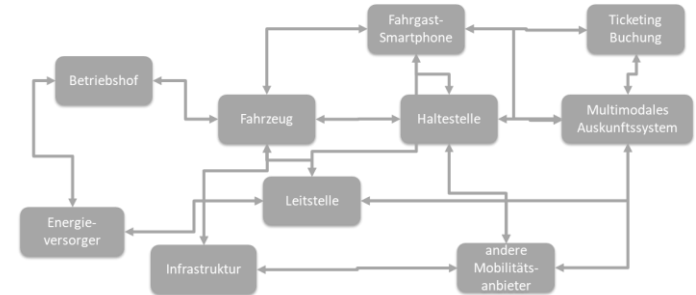 Fahrgast-
Smartphone
Ticketing
Buchung
Betriebshof
Fahrzeug
Haltestelle
Multimodales
Auskunftssystem
Leitstelle
Energie-
versorger
Infrastruktur
andere
Mobilitäts-
anbieter